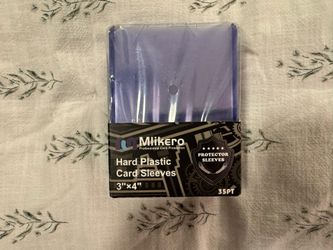 Mlikero
Professional Card Protection
Hard Plastic
Card Sleeves
3"×4"
PROTECTOR
SLEEVES
35PT